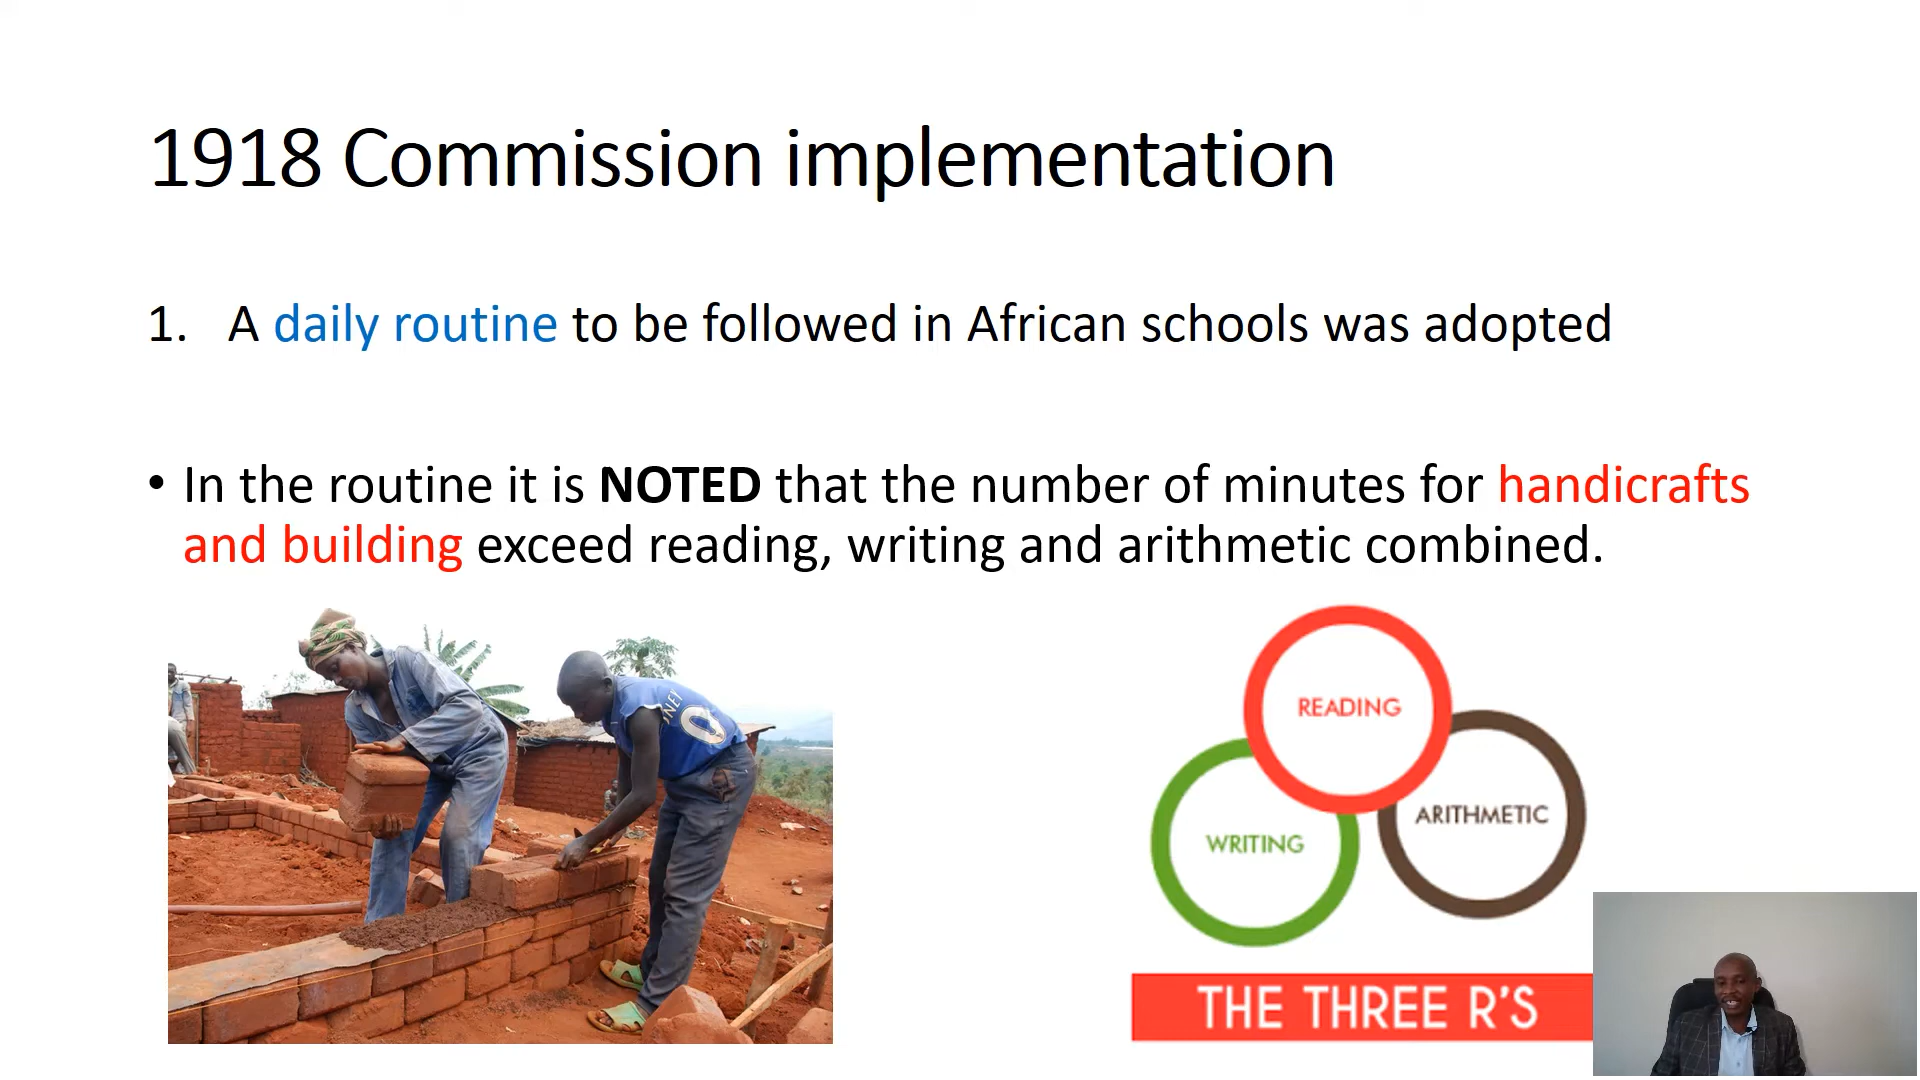 1918 Commission implementation
1. A daily routine to be followed in African schools was adopted
• In the routine it is NOTED that the number of minutes for handicrafts
and building exceed reading, writing and arithmetic combined.
READING
ARITHMETIC
WRITING
THE THREE R'S